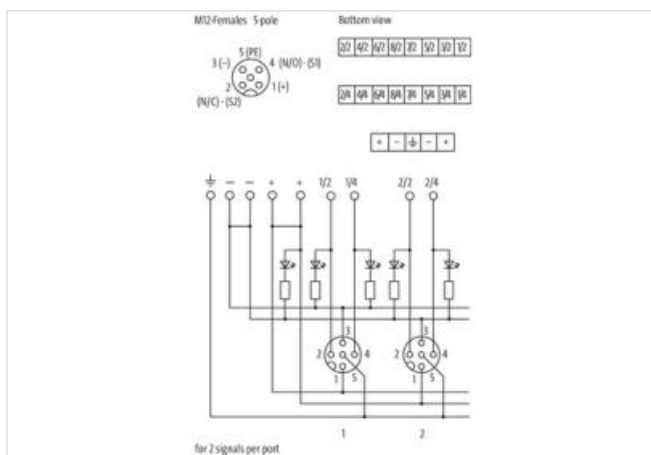 M12-Females 5-pole
Bottom view
5 (PE)
3 (–)
4 (N/O) - (S1)
2
1 (+)
(N/C) - (S2)
2/2 4/2 6/2 8/2 7/2 5/2 3/2 1/2
2/4 4/4 6/4 8/4 7/4 5/4 3/4 1/4
+ – ⏚ – +
⏚ – – + + 1/2 1/4 2/2 2/4
3 3
2 4 2 4
1 5 1 5
1 2
for 2 signals per port